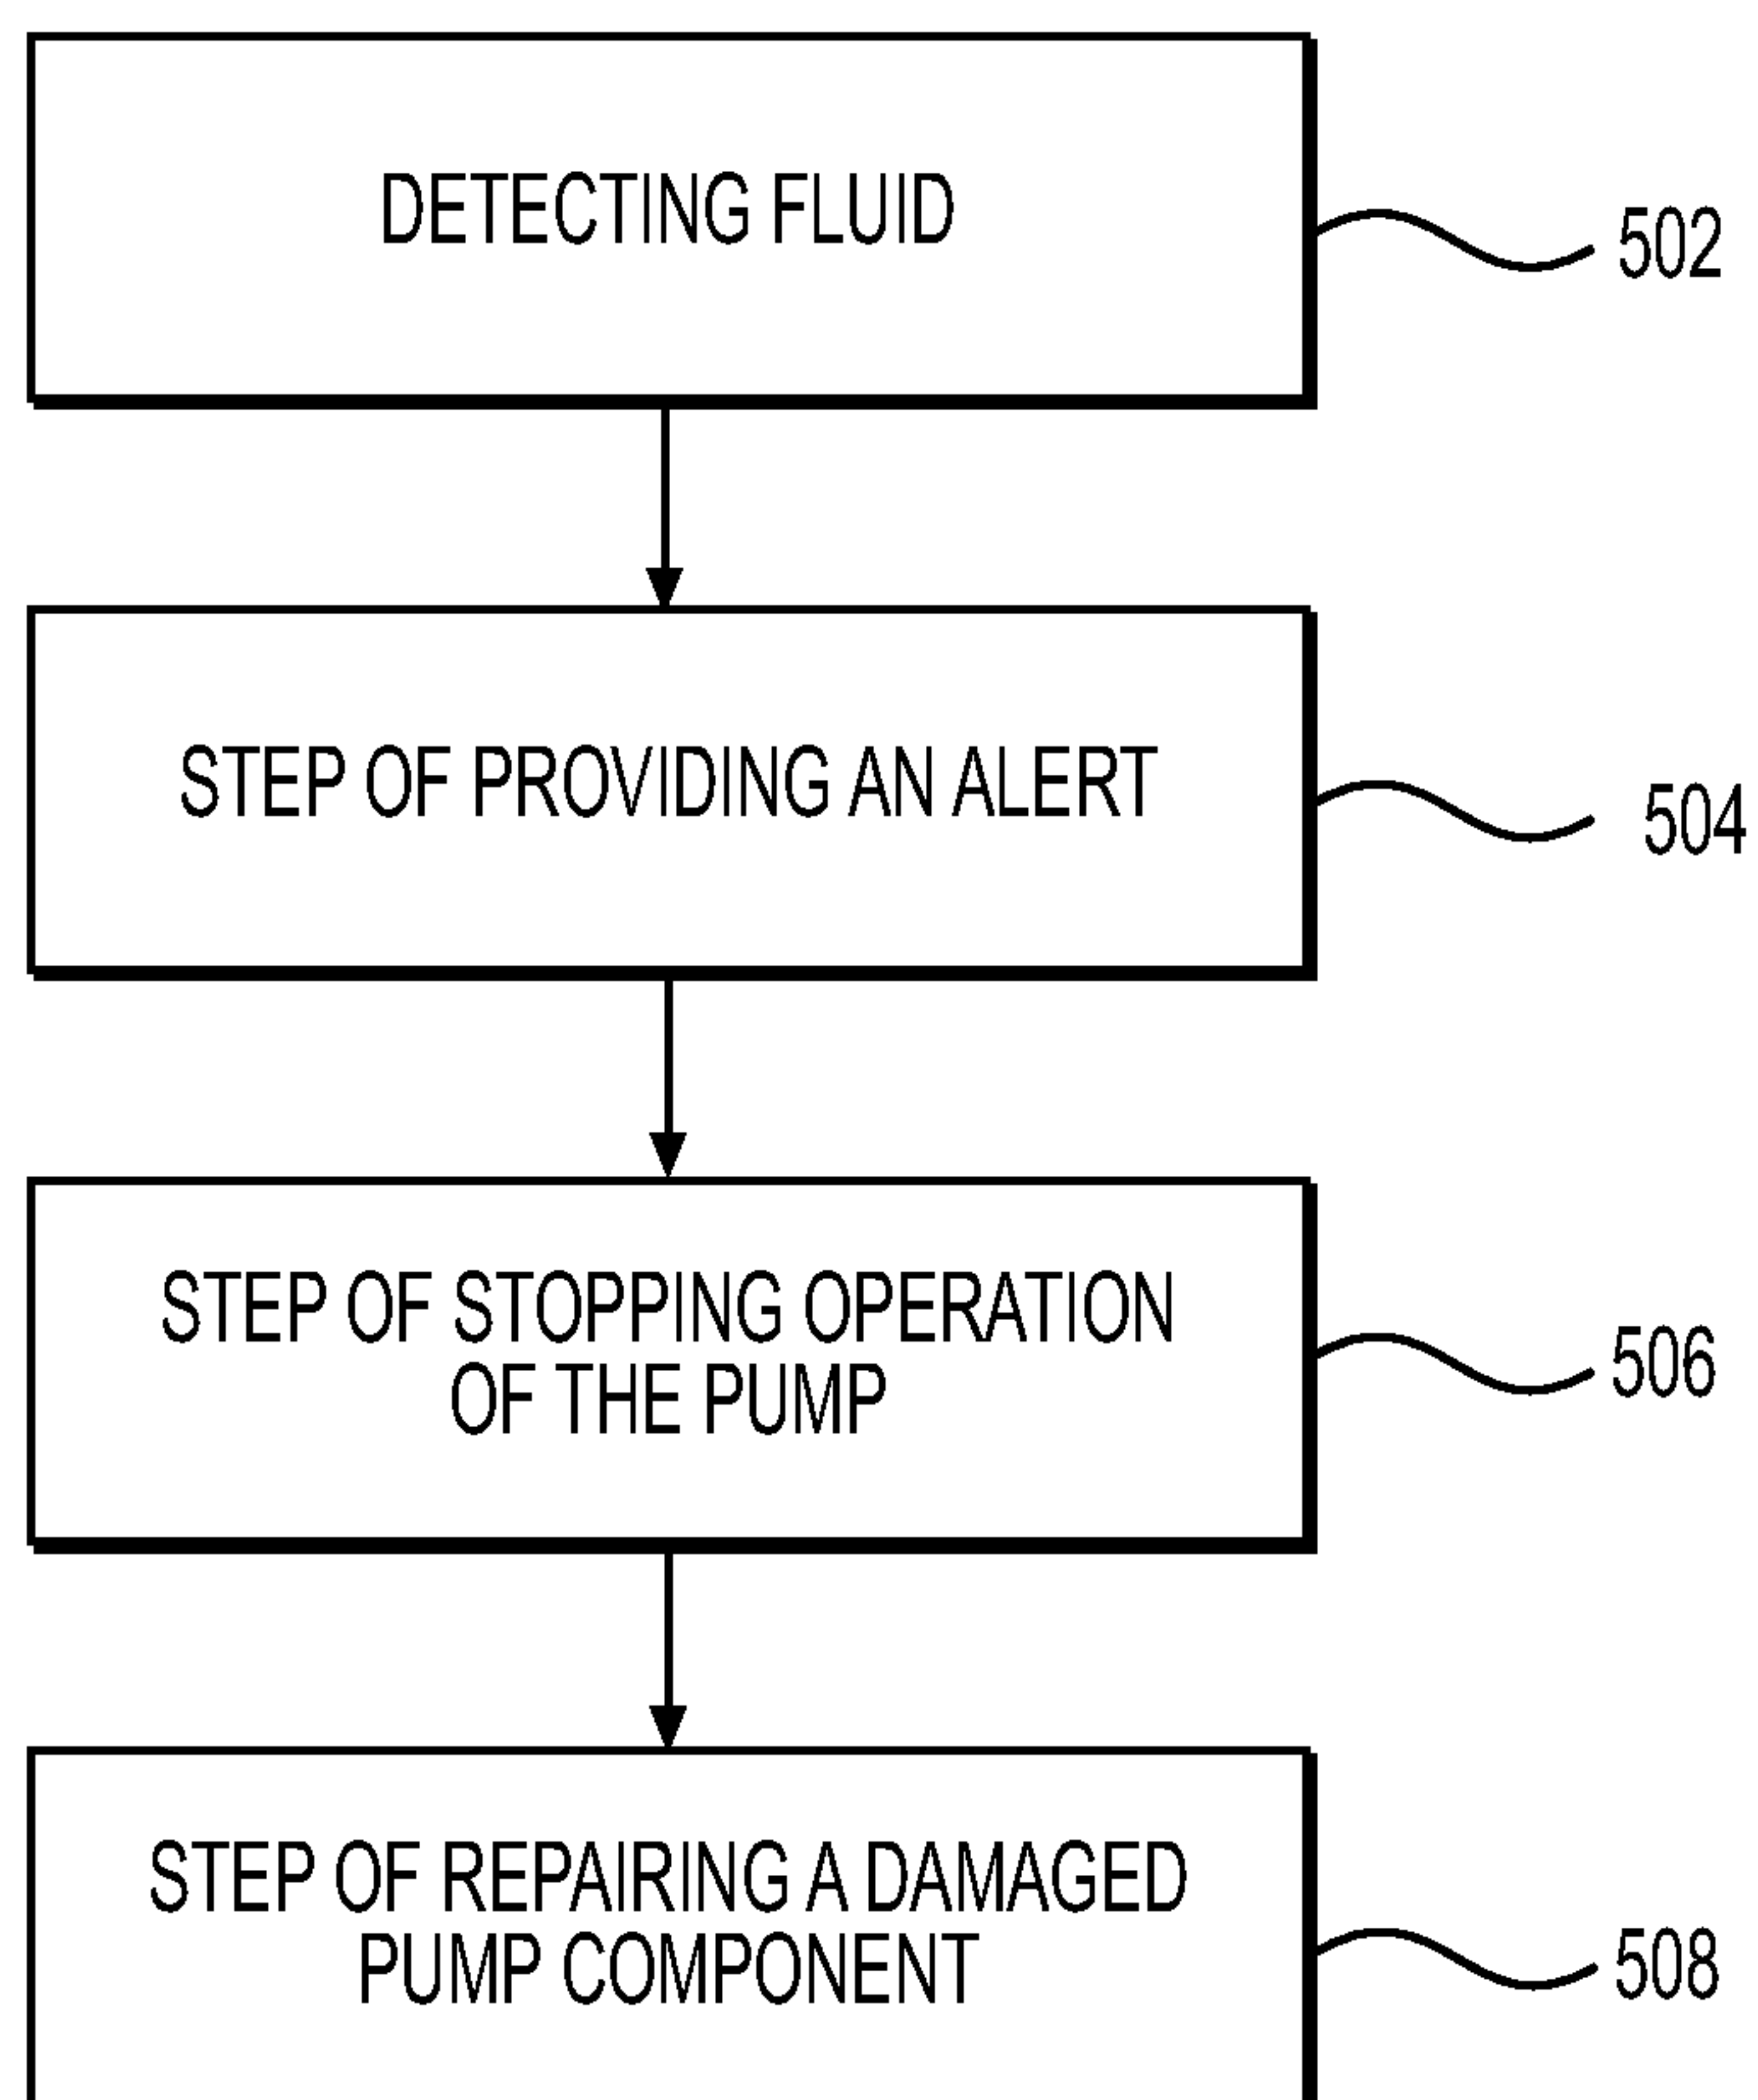 DETECTING FLUID
502
STEP OF PROVIDING AN ALERT
504
STEP OF STOPPING OPERATION
OF THE PUMP
506
STEP OF REPAIRING A DAMAGED
PUMP COMPONENT
508